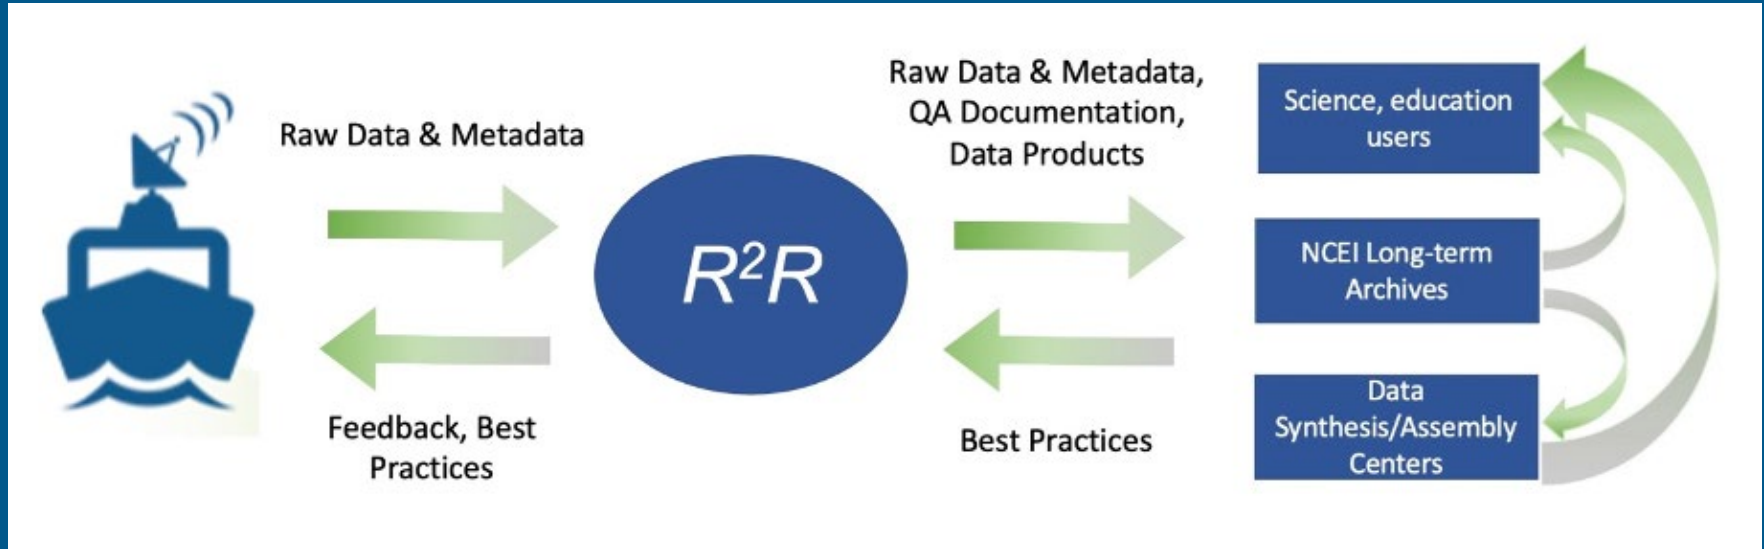 Raw Data & Metadata
Feedback, Best
Practices
R²R
Raw Data & Metadata,
QA Documentation,
Data Products
Best Practices
Science, education
users
NCEI Long-term
Archives
Data
Synthesis/Assembly
Centers